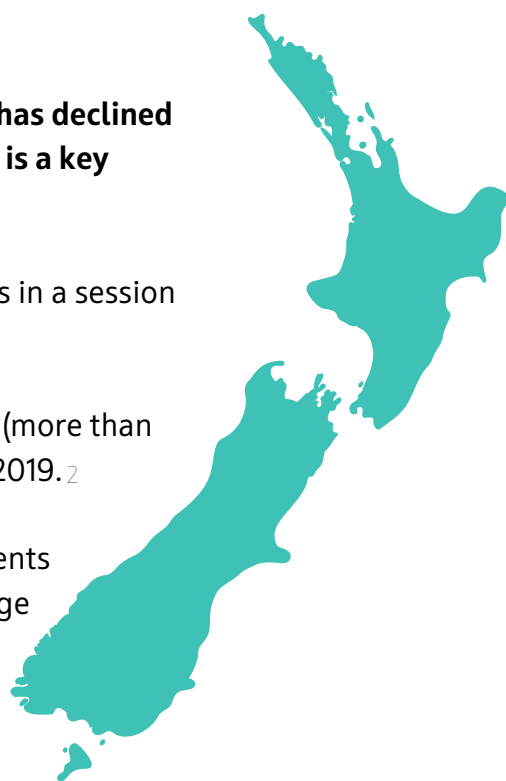 has declined
is a key
s in a session
(more than
2019. 2
ents
ge